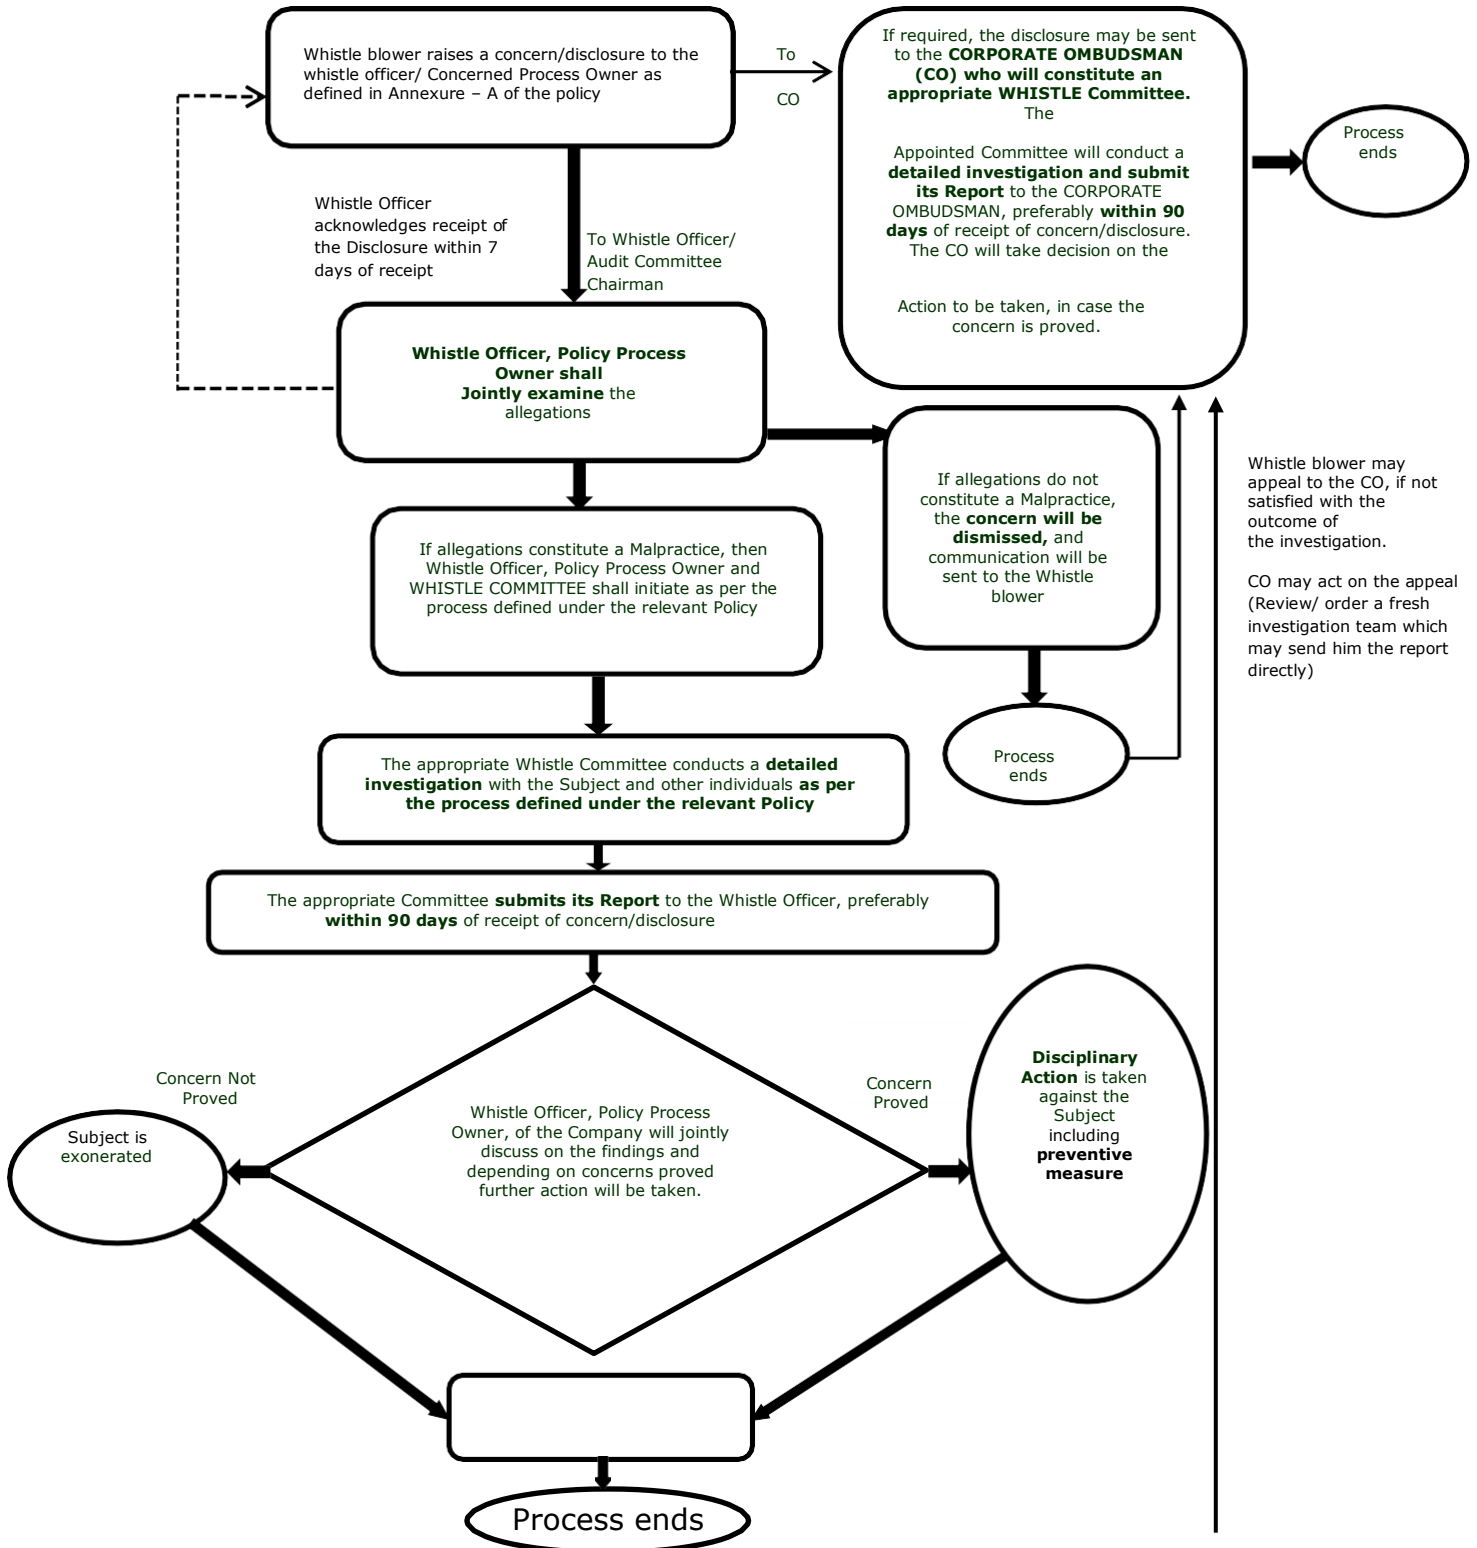 Whistle blower raises a concern/disclosure to the
whistle officer/ Concerned Process Owner as
defined in Annexure – A of the policy
To
CO
If required, the disclosure may be sent
to the CORPORATE OMBUDSMAN
(CO) who will constitute an
appropriate WHISTLE Committee.
The
Appointed Committee will conduct a
detailed investigation and submit
its Report to the CORPORATE
OMBUDSMAN, preferably within 90
days of receipt of concern/disclosure.
The CO will take decision on the
Action to be taken, in case the
concern is proved.
Process
ends
Whistle Officer
acknowledges receipt of
the Disclosure within 7
days of receipt
To Whistle Officer/
Audit Committee
Chairman
Whistle Officer, Policy Process
Owner shall
Jointly examine the
allegations
If allegations do not
constitute a Malpractice,
the concern will be
dismissed, and
communication will be
sent to the Whistle
blower
Whistle blower may
appeal to the CO, if not
satisfied with the
outcome of
the investigation.
CO may act on the appeal
(Review/ order a fresh
investigation team which
may send him the report
directly)
If allegations constitute a Malpractice, then
Whistle Officer, Policy Process Owner and
WHISTLE COMMITTEE shall initiate as per the
process defined under the relevant Policy
Process
ends
The appropriate Whistle Committee conducts a detailed
investigation with the Subject and other individuals as per
the process defined under the relevant Policy
The appropriate Committee submits its Report to the Whistle Officer, preferably
within 90 days of receipt of concern/disclosure
Concern Not
Proved
Subject is
exonerated
Whistle Officer, Policy Process
Owner, of the Company will jointly
discuss on the findings and
depending on concerns proved
further action will be taken.
Concern
Proved
Disciplinary
Action is taken
against the
Subject
including
preventive
measure
Process ends